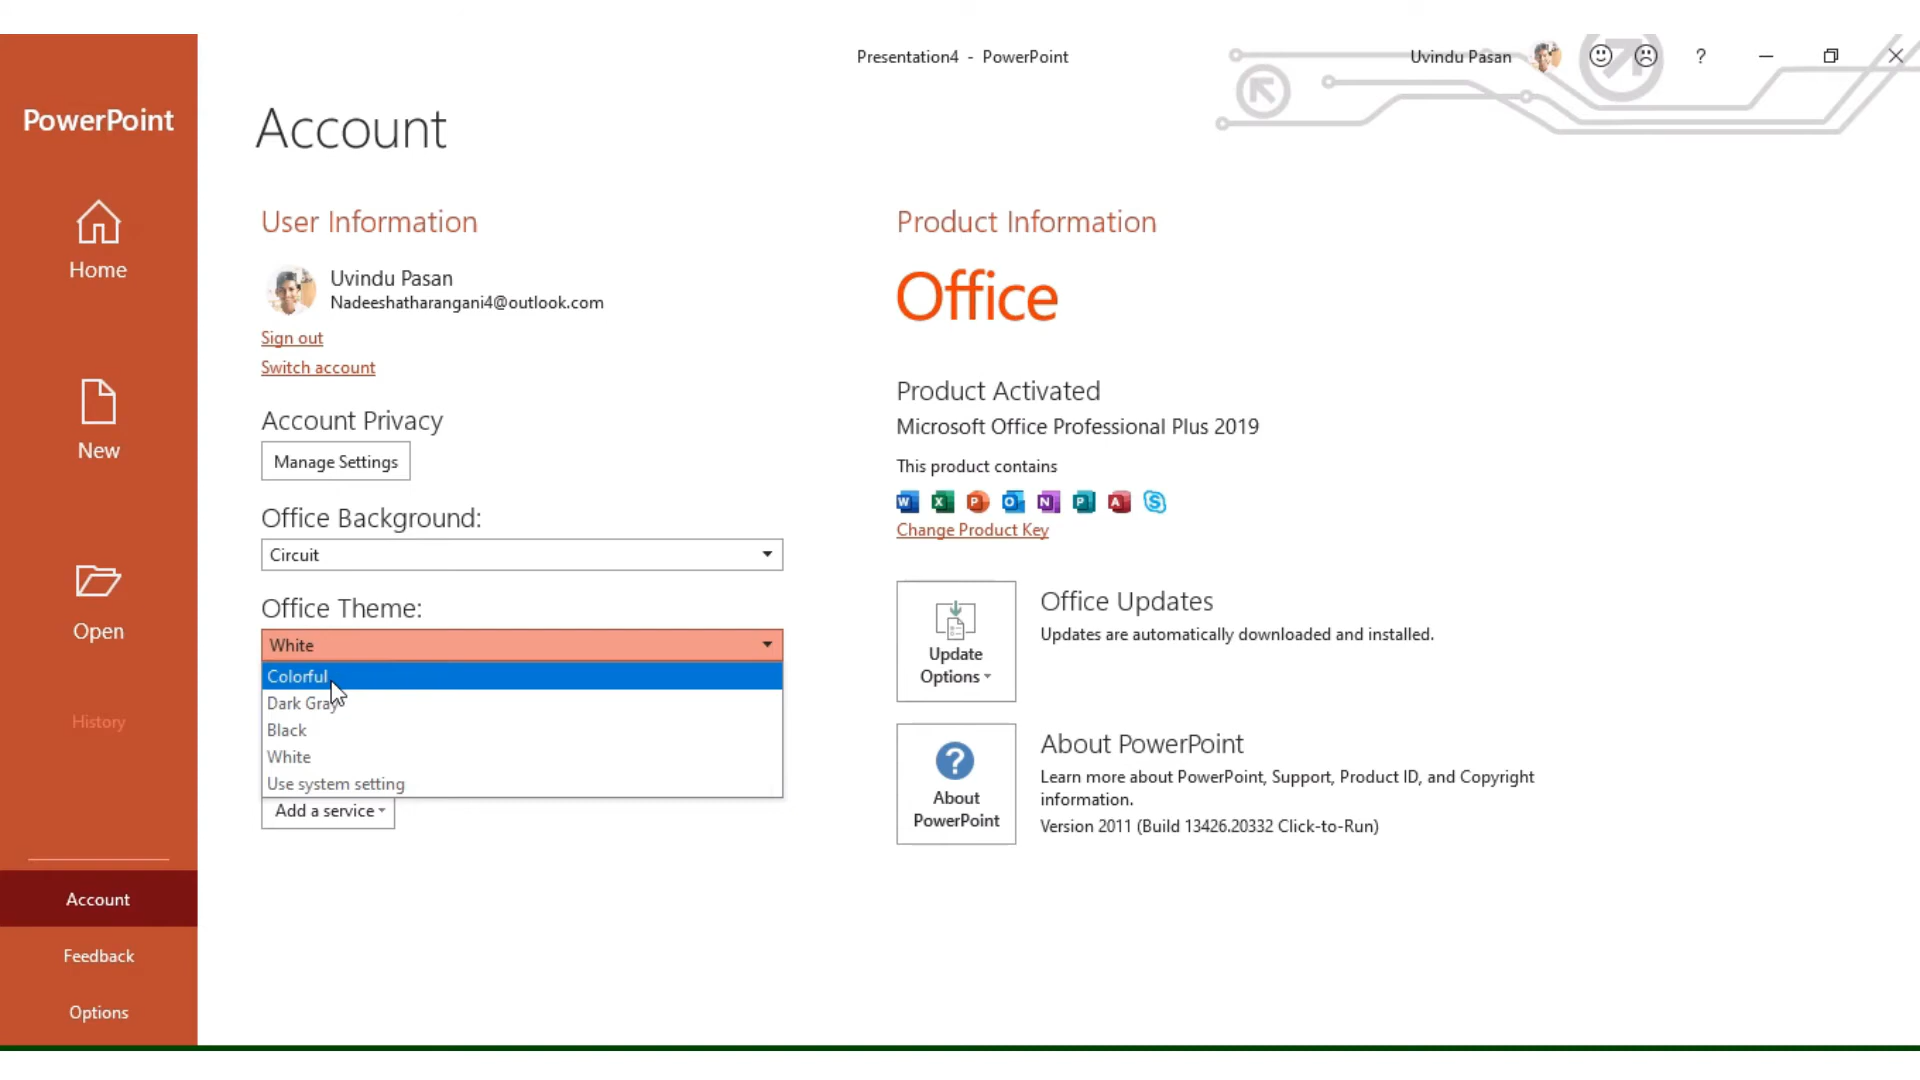 Presentation4 - PowerPoint
Uvindu Pasan
?
PowerPoint
Home
New
Open
History
Account
Feedback
Options
Account
User Information
Uvindu Pasan
Nadeeshatharangani4@outlook.com
Sign out
Switch account
Account Privacy
Manage Settings
Office Background:
Circuit
Office Theme:
White
Colorful
Dark Gray
Black
White
Use system setting
Add a service
Product Information
Office
Product Activated
Microsoft Office Professional Plus 2019
This product contains
W X P O N P A S
Change Product Key
Update
Options
Office Updates
Updates are automatically downloaded and installed.
?
About
PowerPoint
About PowerPoint
Learn more about PowerPoint, Support, Product ID, and Copyright
information.
Version 2011 (Build 13426.20332 Click-to-Run)